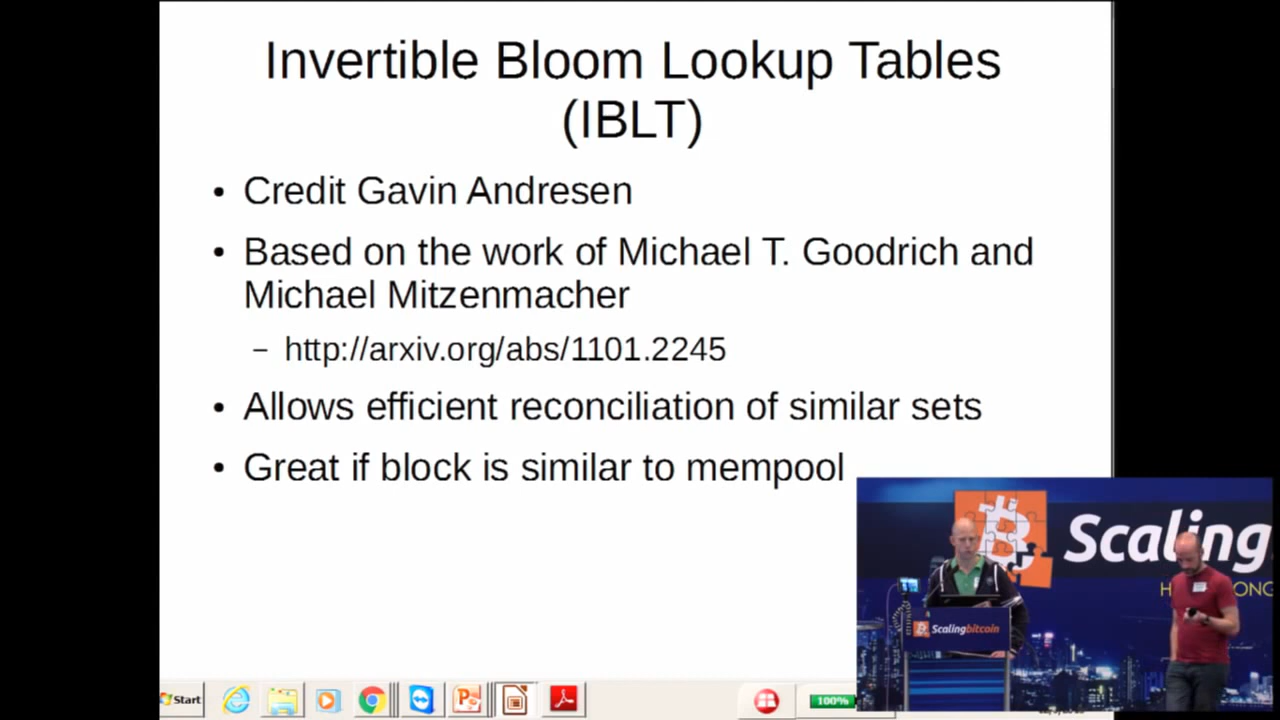 Invertible Bloom Lookup Tables
(IBLT)
• Credit Gavin Andresen
• Based on the work of Michael T. Goodrich and
Michael Mitzenmacher
– http://arxiv.org/abs/1101.2245
• Allows efficient reconciliation of similar sets
• Great if block is similar to mempool
Scaling
Scalingbitcoin
Start
100%